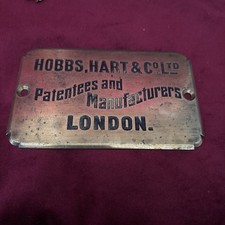 HOBBS, HART & Co LTD
Patentees and
Manufacturers
LONDON.